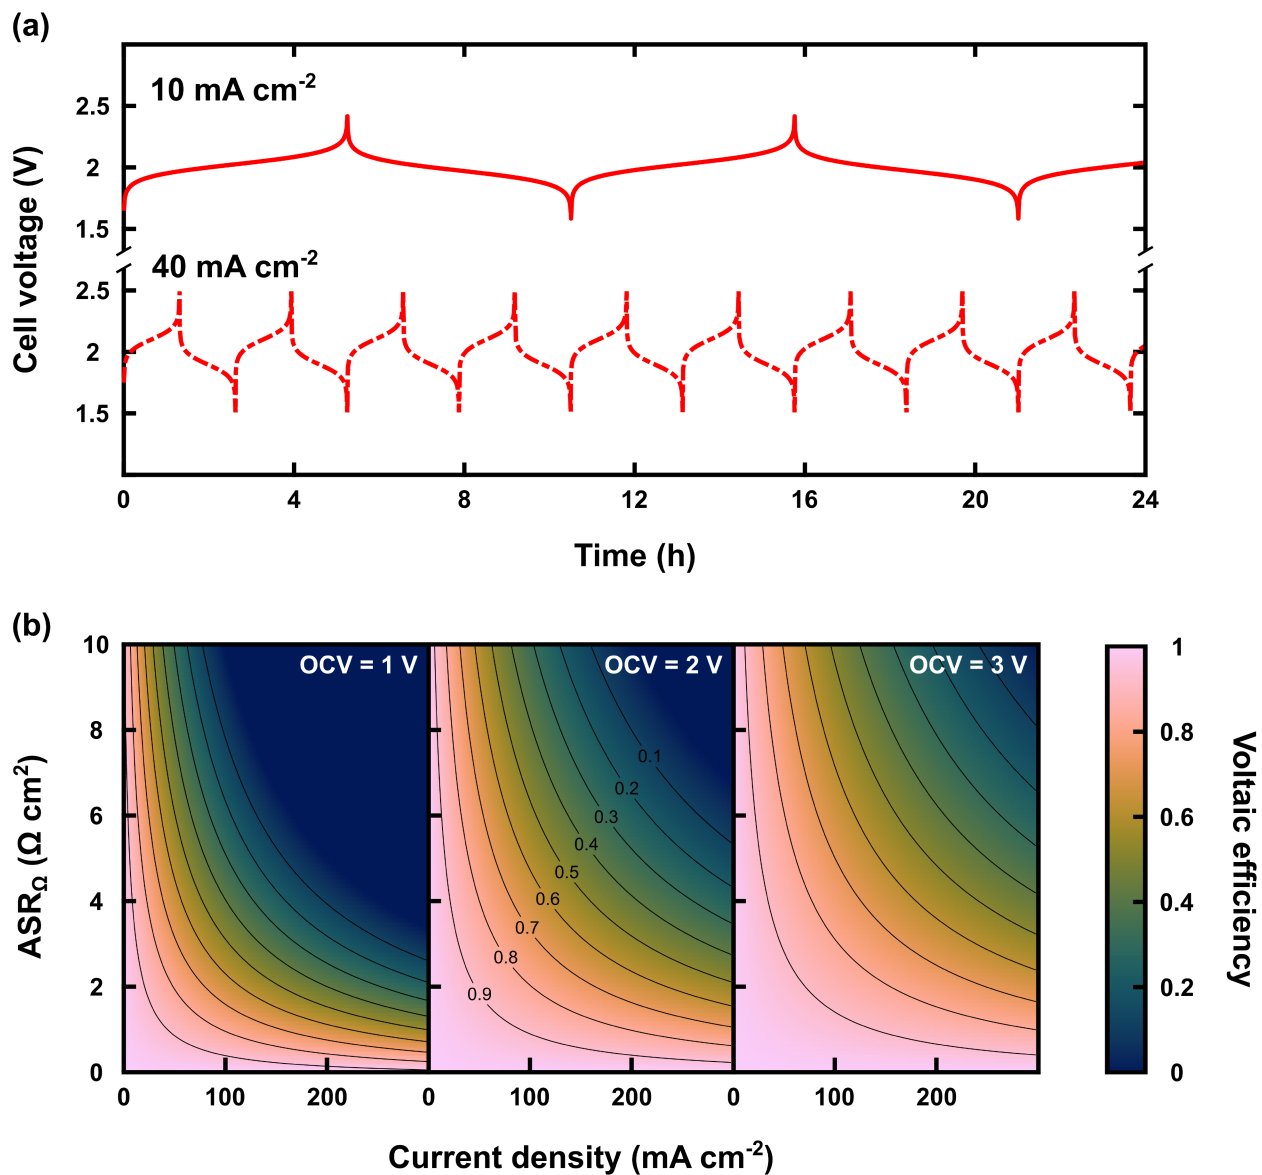 (a)
10 mA cm⁻²
2.5
2
1.5
40 mA cm⁻²
2.5
2
1.5
Cell voltage (V)
0 4 8 12 16 20 24
Time (h)
(b)
OCV = 1 V OCV = 2 V OCV = 3 V
10
8
6
4
2
0
ASR_Ω (Ω cm²)
0.1
0.2
0.3
0.4
0.5
0.6
0.7
0.8
0.9
0 100 200 0 100 200 0 100 200
Current density (mA cm⁻²)
1
0.8
0.6
0.4
0.2
0
Voltaic efficiency